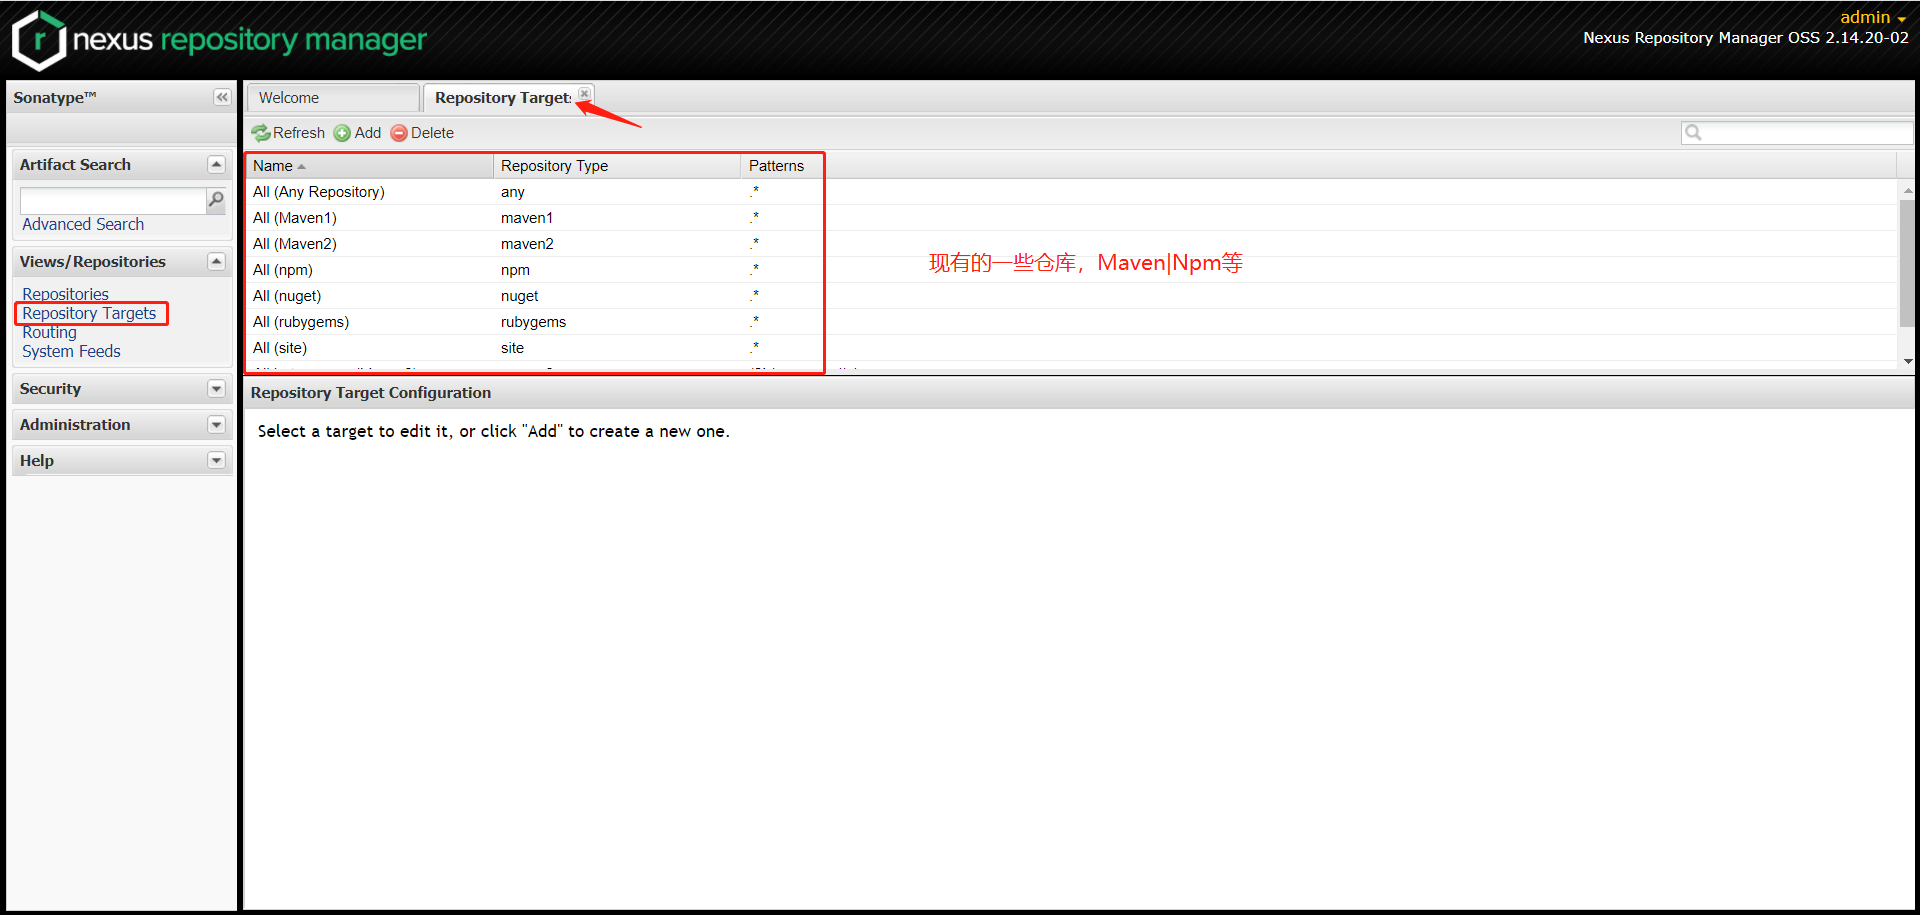 nexus repository manager
admin
Nexus Repository Manager OSS 2.14.20-02
Sonatype™
Artifact Search
Advanced Search
Views/Repositories
Repositories
Repository Targets
Routing
System Feeds
Security
Administration
Help
Welcome
Repository Targets
Refresh Add Delete
Name Repository Type Patterns
All (Any Repository) any .*
All (Maven1) maven1 .*
All (Maven2) maven2 .*
All (npm) npm .*
All (nuget) nuget .*
All (rubygems) rubygems .*
All (site) site .*
现有的一些仓库，Maven|Npm等
Repository Target Configuration
Select a target to edit it, or click "Add" to create a new one.